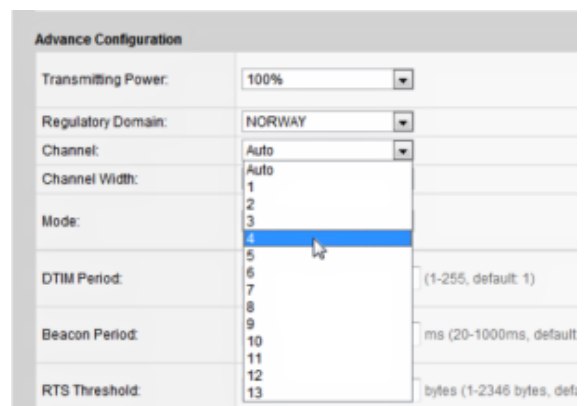 Advance Configuration
Transmitting Power: 100%
Regulatory Domain: NORWAY
Channel: Auto
Channel Width: Auto
1
2
Mode: 3
4
5
DTIM Period: 6 (1-255, default: 1)
7
8
Beacon Period: 9 ms (20-1000ms, default
10
11
12
RTS Threshold: 13 bytes (1-2346 bytes, defa